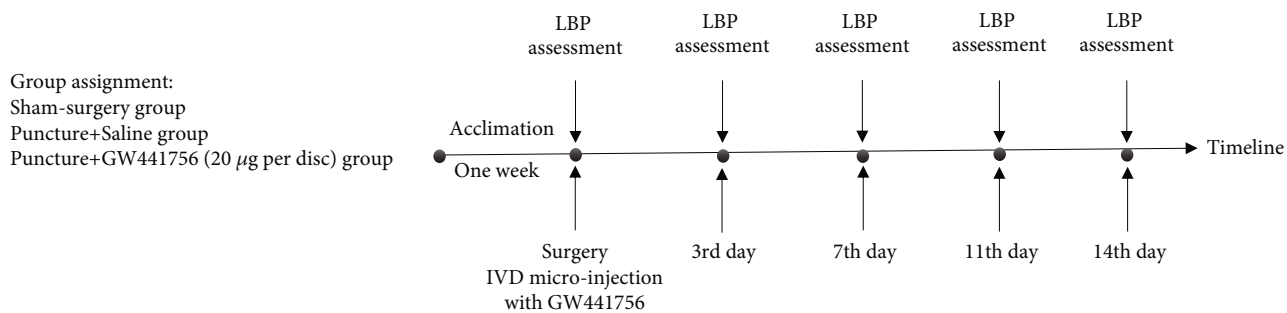 LBP
assessment
LBP
assessment
LBP
assessment
LBP
assessment
LBP
assessment
Group assignment:
Sham-surgery group
Puncture+Saline group
Puncture+GW441756 (20 μg per disc) group
Acclimation
One week
Timeline
Surgery
IVD micro-injection
with GW441756
3rd day
7th day
11th day
14th day